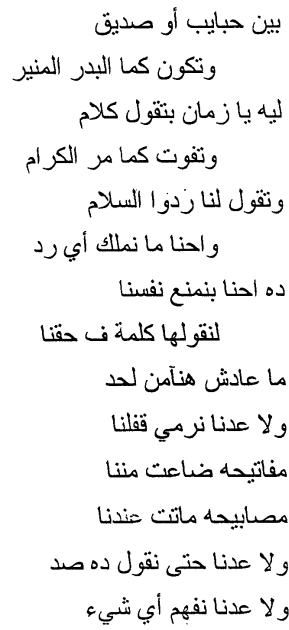 بين حبايب أو صديق
وتكون كما البدر المنير
ليه يا زمان بتقول كلام
وتفوت كما مر الكرام
وتقول لنا رُدوا السلام
واحنا ما نملك أي رد
ده احنا بنمنع نفسنا
لنقولها كلمة ف حقنا
ما عادش هنآمن لحد
ولا عدنا نرمي قفلنا
مفاتيحه ضاعت مننا
مصابيحه ماتت عندنا
ولا عدنا حتى نقول ده صد
ولا عدنا نفهم أي شيء